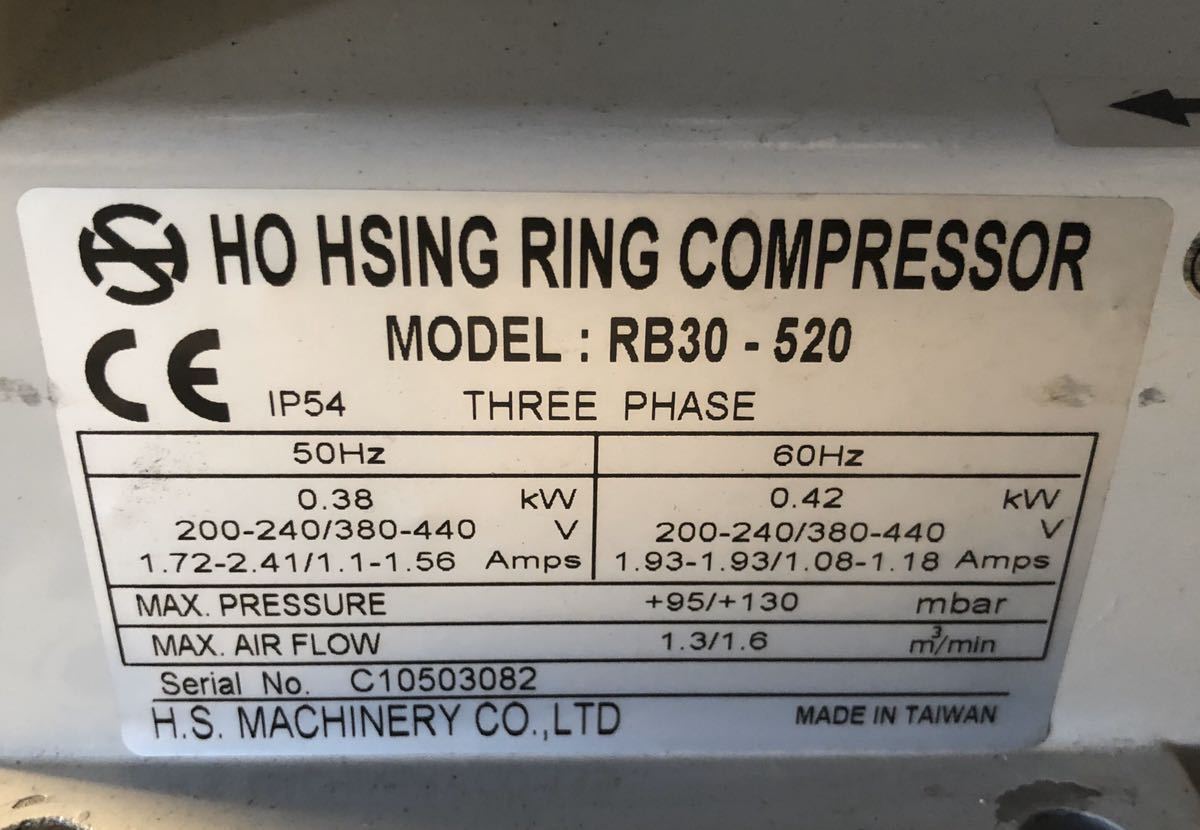 HO HSING RING COMPRESSOR
MODEL : RB30 - 520
CE IP54 THREE PHASE
50Hz 60Hz
0.38 kW 0.42 kW
200-240/380-440 V 200-240/380-440 V
1.72-2.41/1.1-1.56 Amps 1.93-1.93/1.08-1.18 Amps
MAX. PRESSURE +95/+130 mbar
MAX. AIR FLOW 1.3/1.6 m³/min
Serial No. C10503082
H.S. MACHINERY CO.,LTD MADE IN TAIWAN